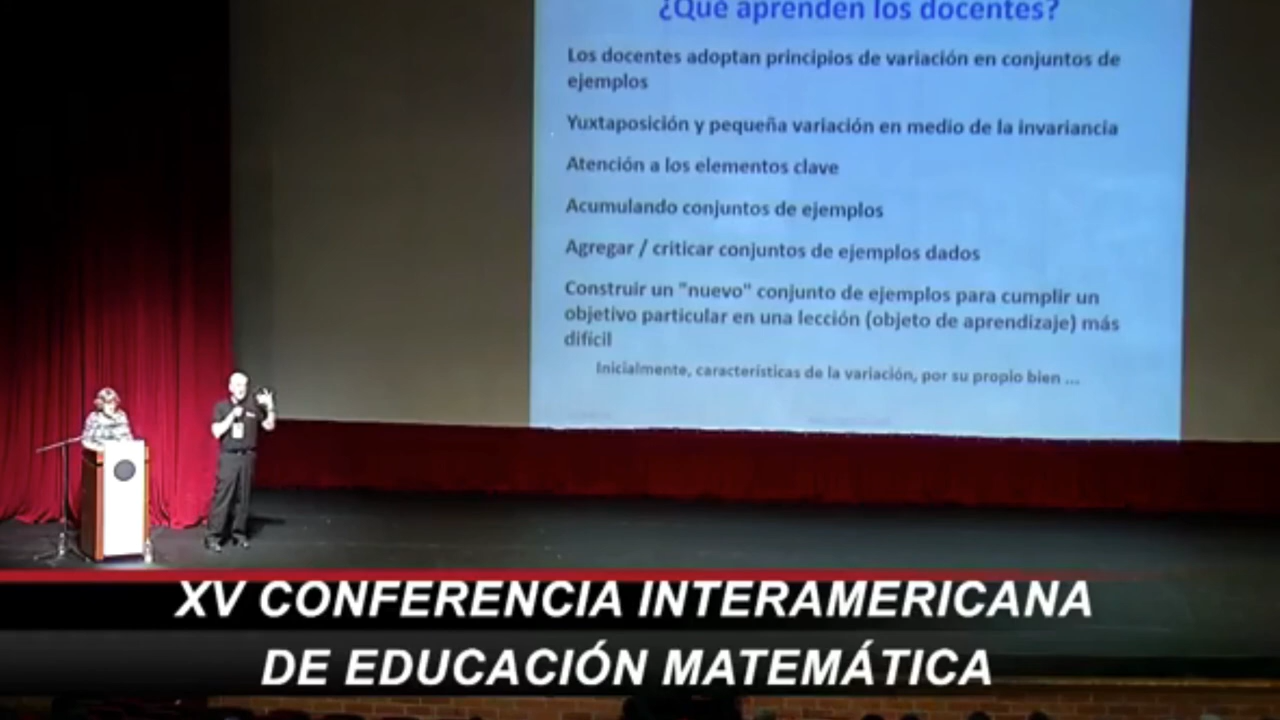 ¿Qué aprenden los docentes?
Los docentes adoptan principios de variación en conjuntos de
ejemplos
Yuxtaposición y pequeña variación en medio de la invariancia
Atención a los elementos clave
Acumulando conjuntos de ejemplos
Agregar / criticar conjuntos de ejemplos dados
Construir un "nuevo" conjunto de ejemplos para cumplir un
objetivo particular en una lección (objeto de aprendizaje) más
difícil
Inicialmente, características de la variación, por su propio bien ...
XV CONFERENCIA INTERAMERICANA
DE EDUCACIÓN MATEMÁTICA